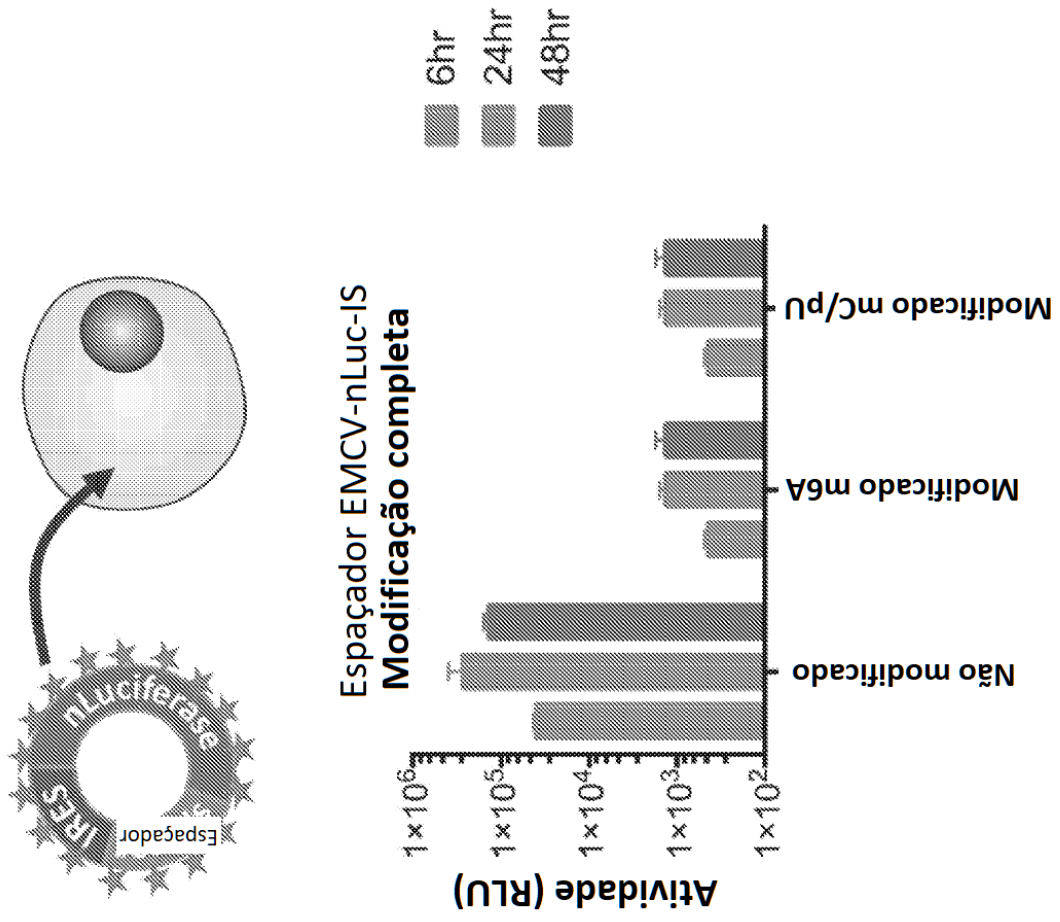 IRES
nLuciferase
Espaçador
Espaçador EMCV-nLuc-IS
Modificação completa
6hr
24hr
48hr
Atividade (RLU)
1×10⁶
1×10⁵
1×10⁴
1×10³
1×10²
Não modificado
Modificado m6A
Modificado mC/pU